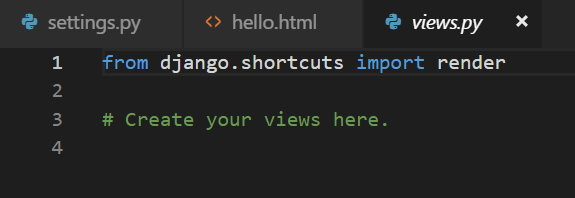 settings.py hello.html views.py
1 from django.shortcuts import render
2
3 # Create your views here.
4